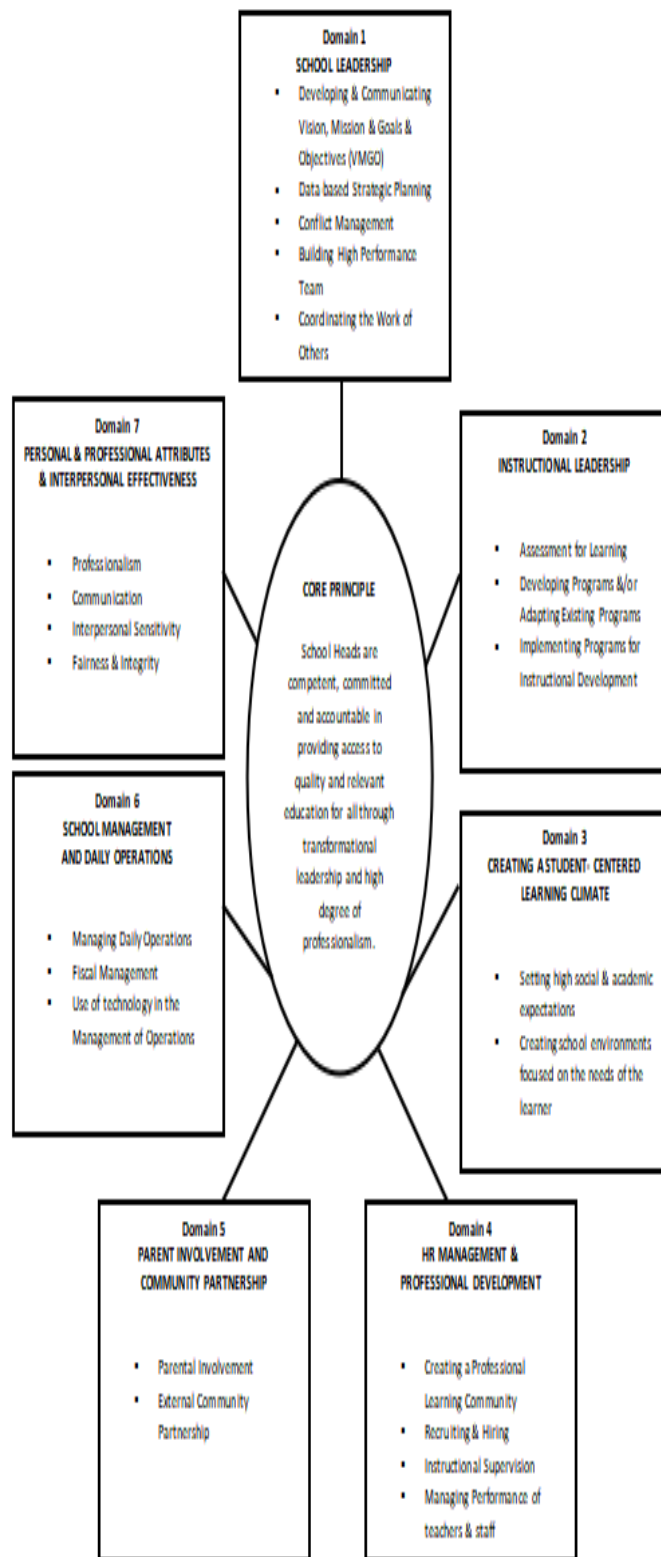 Domain 1
SCHOOL LEADERSHIP
▪ Developing & Communicating
Vision, Mission & Goals &
Objectives (VMGO)
▪ Data based Strategic Planning
▪ Conflict Management
▪ Building High Performance
Team
▪ Coordinating the Work of
Others
Domain 7
PERSONAL & PROFESSIONAL ATTRIBUTES
& INTERPERSONAL EFFECTIVENESS
▪ Professionalism
▪ Communication
▪ Interpersonal Sensitivity
▪ Fairness & Integrity
Domain 2
INSTRUCTIONAL LEADERSHIP
▪ Assessment for Learning
▪ Developing Programs &/or
Adapting Existing Programs
▪ Implementing Programs for
Instructional Development
CORE PRINCIPLE
School Heads are
competent, committed
and accountable in
providing access to
quality and relevant
education for all through
transformational
leadership and high
degree of
professionalism.
Domain 6
SCHOOL MANAGEMENT
AND DAILY OPERATIONS
▪ Managing Daily Operations
▪ Fiscal Management
▪ Use of technology in the
Management of Operations
Domain 3
CREATING A STUDENT- CENTERED
LEARNING CLIMATE
▪ Setting high social & academic
expectations
▪ Creating school environments
focused on the needs of the
learner
Domain 5
PARENT INVOLVEMENT AND
COMMUNITY PARTNERSHIP
▪ Parental Involvement
▪ External Community
Partnership
Domain 4
HR MANAGEMENT &
PROFESSIONAL DEVELOPMENT
▪ Creating a Professional
Learning Community
▪ Recruiting & Hiring
▪ Instructional Supervision
▪ Managing Performance of
teachers & staff